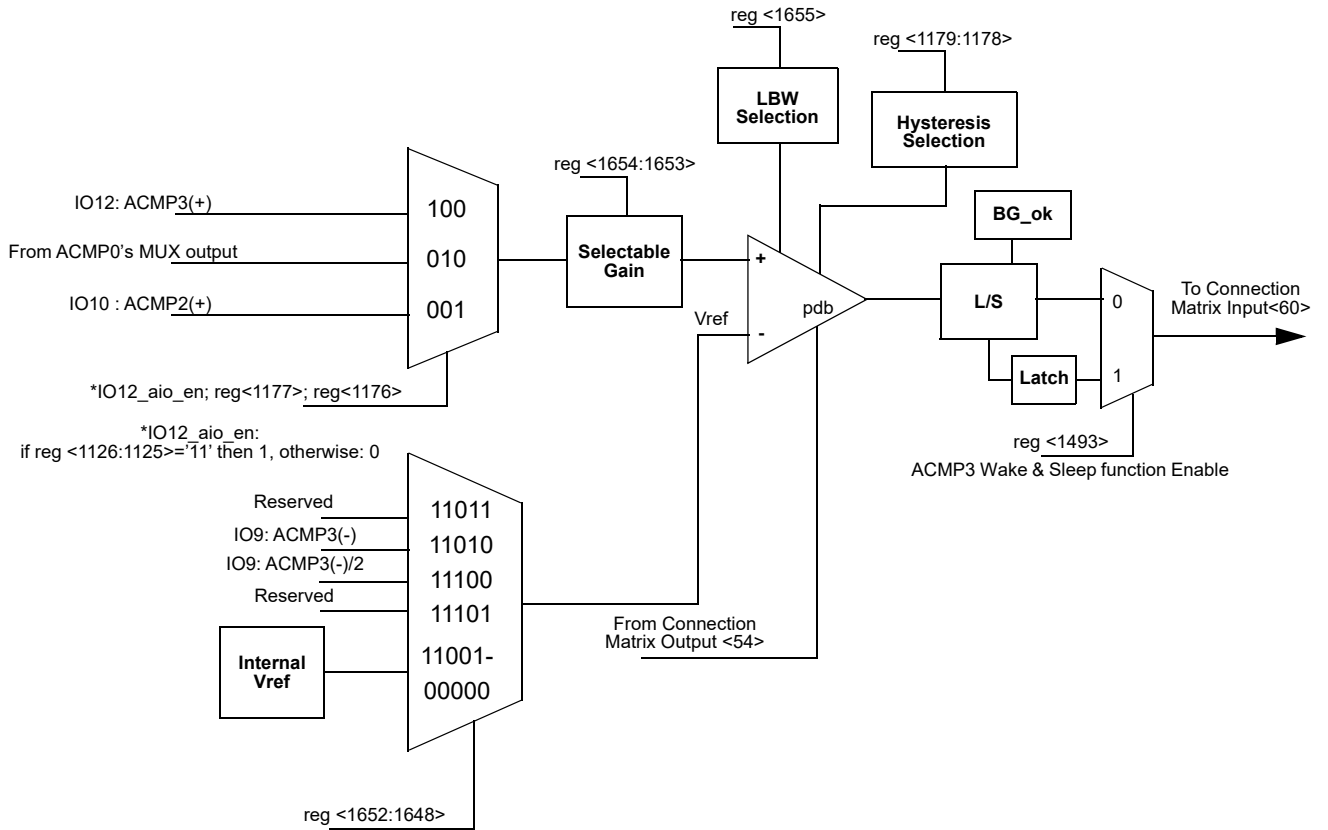 reg <1655>
reg <1179:1178>
LBW
Selection
Hysteresis
Selection
reg <1654:1653>
IO12: ACMP3(+)
100
From ACMP0's MUX output
010
IO10 : ACMP2(+)
001
Selectable
Gain
BG_ok
+
L/S
pdb
Vref
-
0
To Connection
Matrix Input<60>
Latch
1
*IO12_aio_en; reg<1177>; reg<1176>
*IO12_aio_en:
if reg <1126:1125>='11' then 1, otherwise: 0
reg <1493>
ACMP3 Wake & Sleep function Enable
Reserved
11011
IO9: ACMP3(-)
11010
IO9: ACMP3(-)/2
11100
Reserved
11101
Internal
Vref
11001-
00000
From Connection
Matrix Output <54>
reg <1652:1648>